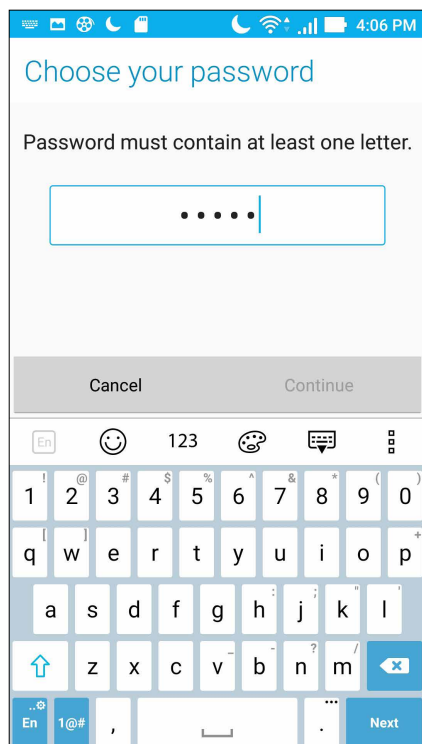 4:06 PM
Choose your password
Password must contain at least one letter.
•••••
Cancel Continue
En 123
! @ # $ % ^ & * ( )
1 2 3 4 5 6 7 8 9 0
[ ] +
q w e r t y u i o p
: ; " '
a s d f g h j k l
_ - ? /
z x c v b n m
En 1@# , . Next